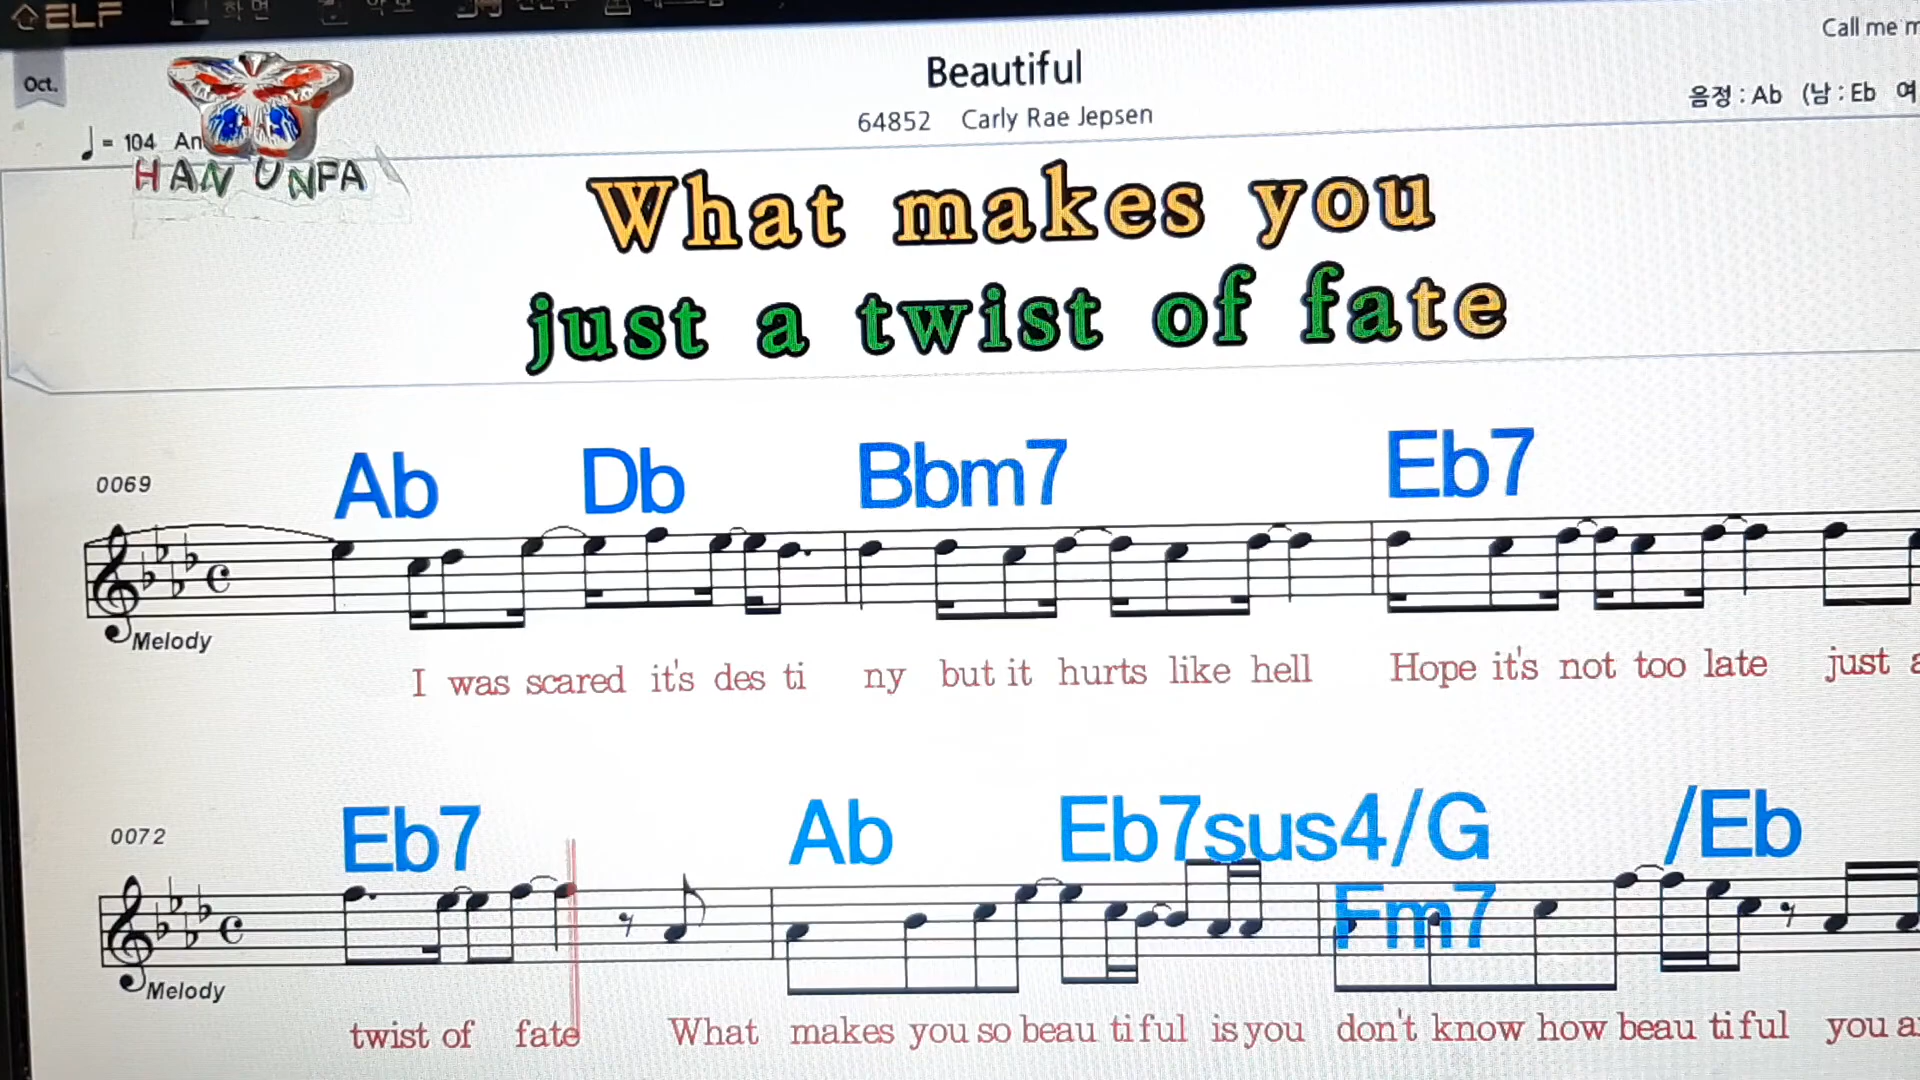 ELF 화면 악보
Call me m
Oct.
Beautiful
64852 Carly Rae Jepsen
음정 : Ab (남 : Eb 여
= 104 An
HAN UNPA
What makes you
just a twist of fate
Ab Db Bbm7 Eb7
0069
Melody
I was scared it's des ti ny but it hurts like hell Hope it's not too late just a
Eb7 Ab Eb7sus4/G /Eb
0072
Fm7
Melody
twist of fate What makes you so beau ti ful is you don't know how beau ti ful you a